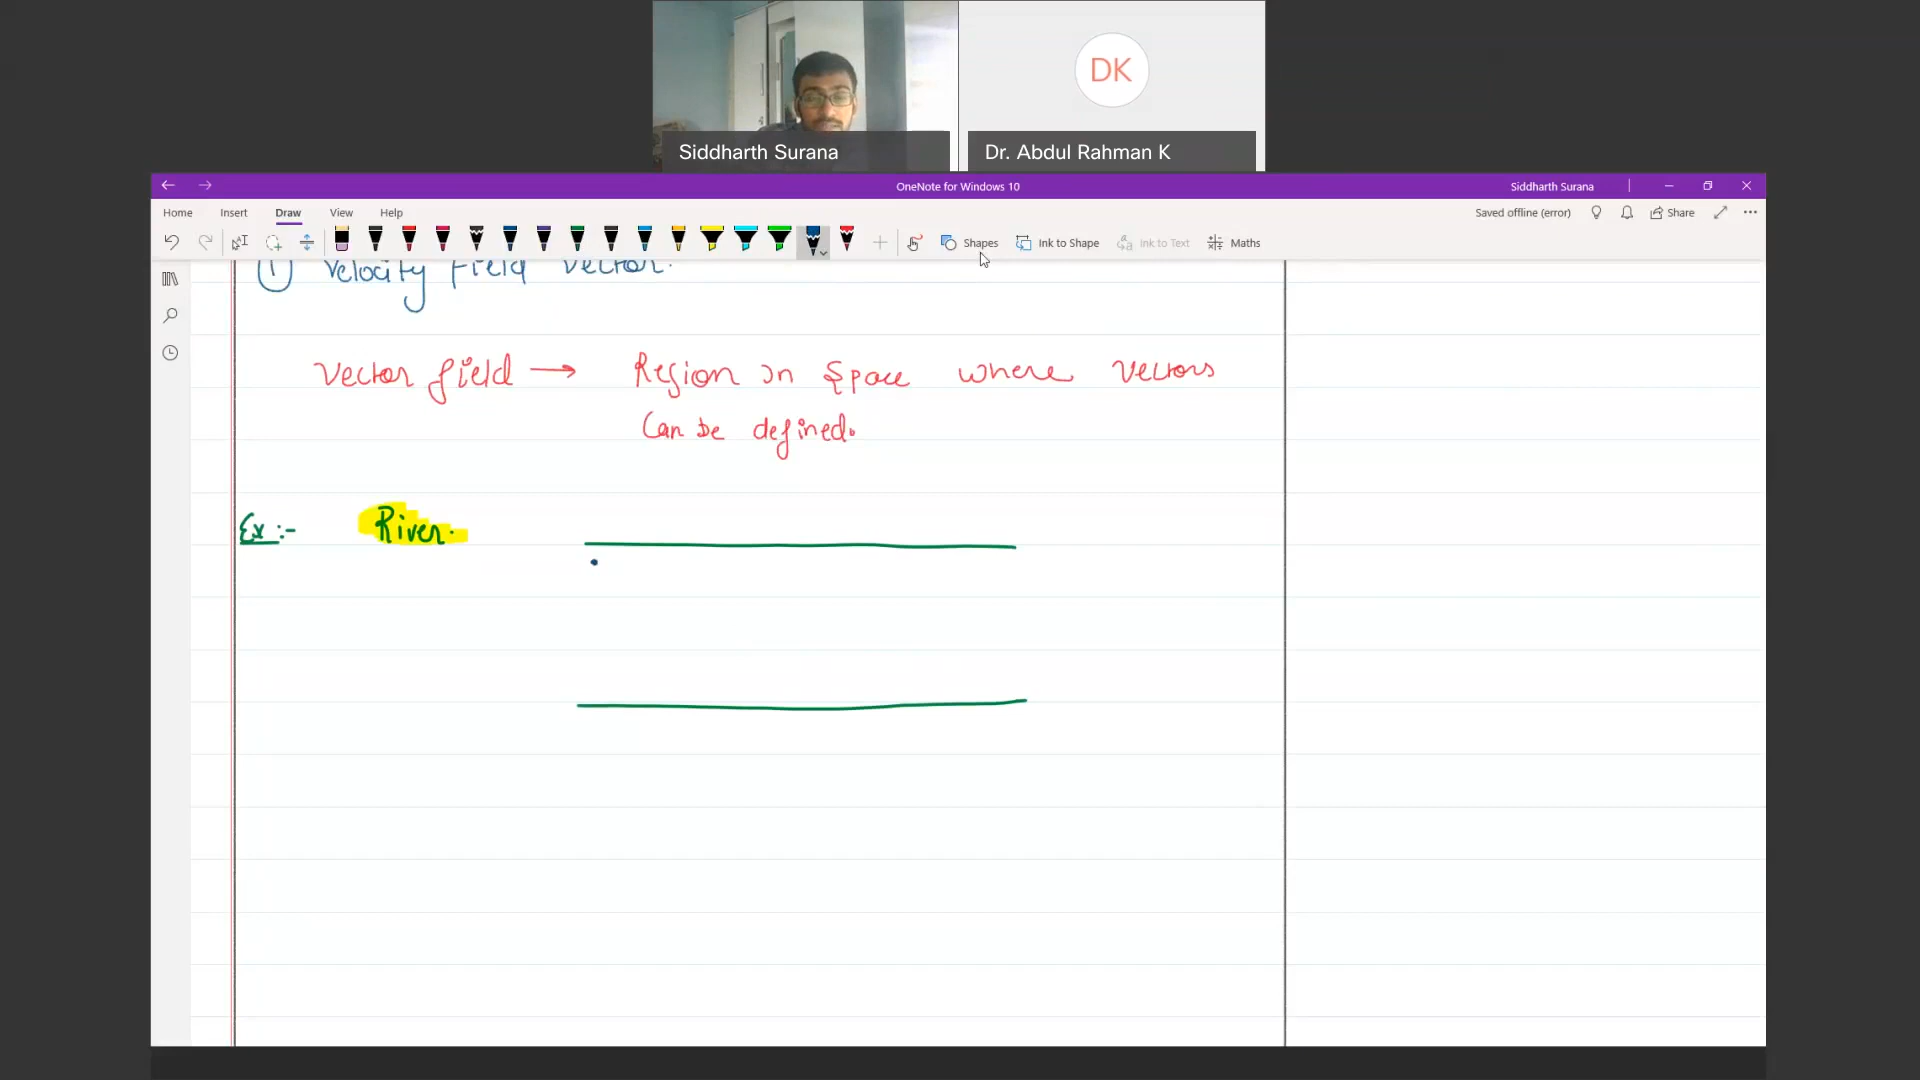 DK
Siddharth Surana
Dr. Abdul Rahman K
OneNote for Windows 10
Siddharth Surana
Home Insert Draw View Help
Saved offline (error)
Share
Shapes
Ink to Shape
Ink to Text
Maths
① Velocity field vector.
Vector field → Region in Space where Vectors
Can be defined.
Ex :- River.